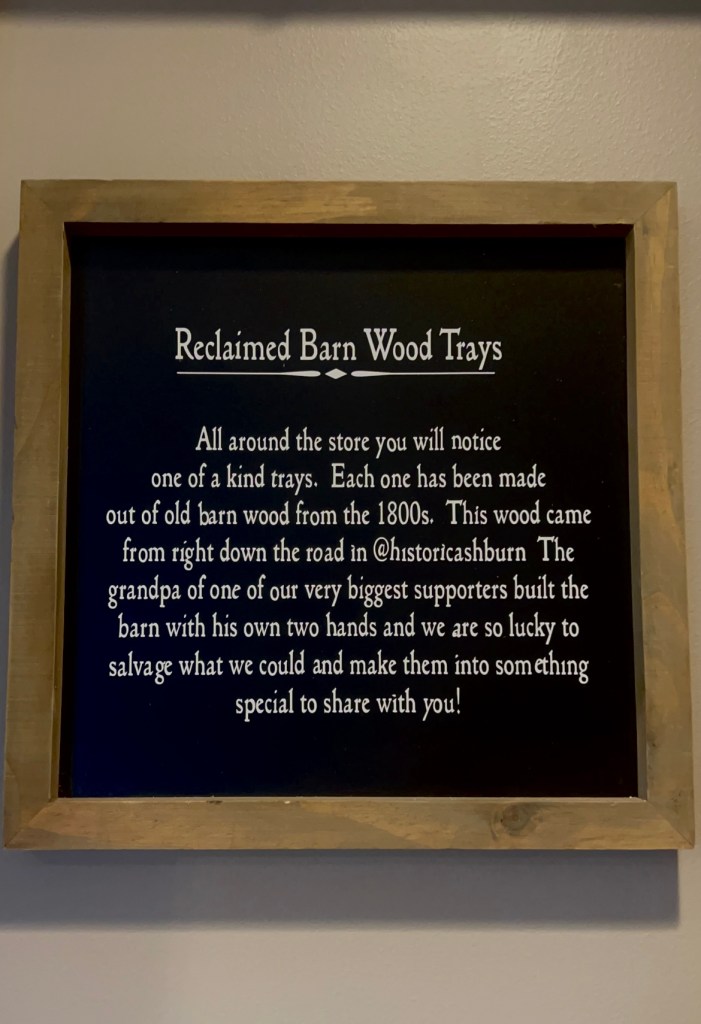 Reclaimed Barn Wood Trays
All around the store you will notice
one of a kind trays. Each one has been made
out of old barn wood from the 1800s. This wood came
from right down the road in @historicashburn The
grandpa of one of our very biggest supporters built the
barn with his own two hands and we are so lucky to
salvage what we could and make them into something
special to share with you!